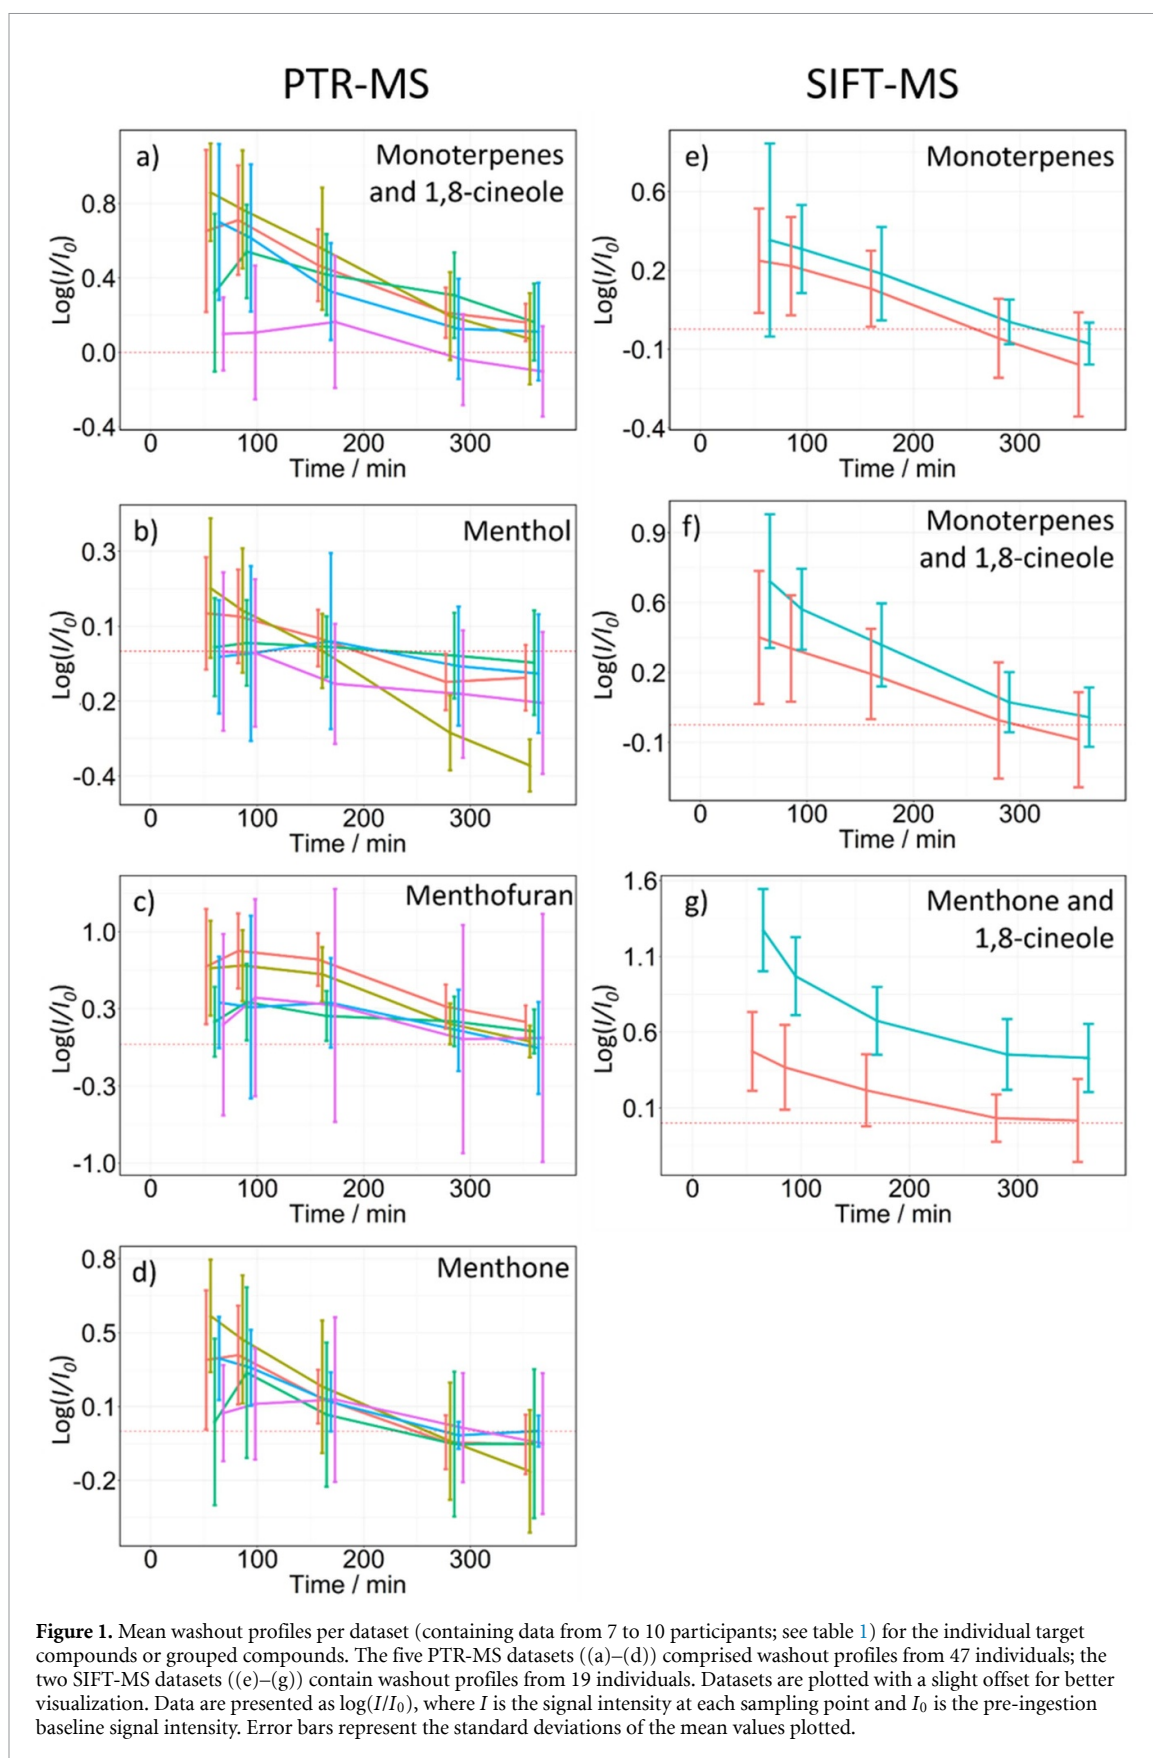 PTR-MS
SIFT-MS
a)
Monoterpenes
and 1,8-cineole
Log(I/I0)
0.8
0.4
0.0
-0.4
0
100
200
300
Time / min
e)
Monoterpenes
Log(I/I0)
0.6
0.2
-0.1
-0.4
0
100
200
300
Time / min
b)
Menthol
Log(I/I0)
0.3
0.1
-0.2
-0.4
0
100
200
300
Time / min
f)
Monoterpenes
and 1,8-cineole
Log(I/I0)
0.9
0.6
0.2
-0.1
0
100
200
300
Time / min
c)
Menthofuran
Log(I/I0)
1.0
0.3
-0.3
-1.0
0
100
200
300
Time / min
g)
Menthone and
1,8-cineole
Log(I/I0)
1.6
1.1
0.6
0.1
0
100
200
300
Time / min
d)
Menthone
Log(I/I0)
0.8
0.5
0.1
-0.2
0
100
200
300
Time / min
Figure 1. Mean washout profiles per dataset (containing data from 7 to 10 participants; see table 1) for the individual target
compounds or grouped compounds. The five PTR-MS datasets ((a)–(d)) comprised washout profiles from 47 individuals; the
two SIFT-MS datasets ((e)–(g)) contain washout profiles from 19 individuals. Datasets are plotted with a slight offset for better
visualization. Data are presented as log(I/I0), where I is the signal intensity at each sampling point and I0 is the pre-ingestion
baseline signal intensity. Error bars represent the standard deviations of the mean values plotted.